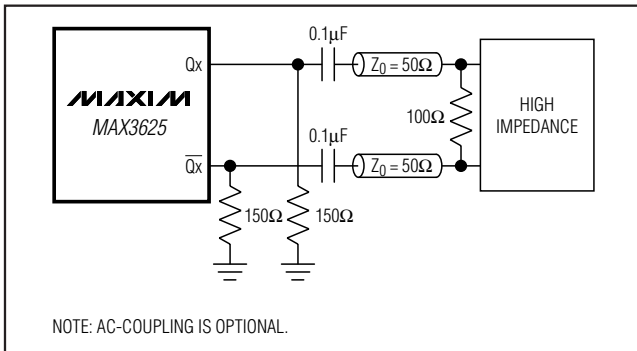 0.1μF
Qx
Z0 = 50Ω
MAXIM
MAX3625
100Ω
HIGH
IMPEDANCE
0.1μF
Q̅x̅
Z0 = 50Ω
150Ω
150Ω
NOTE: AC-COUPLING IS OPTIONAL.